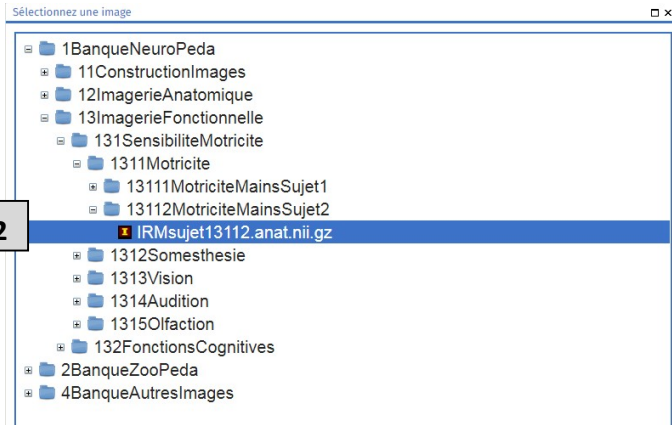 Sélectionnez une image
1BanqueNeuroPeda
11ConstructionImages
12ImagerieAnatomique
13ImagerieFonctionnelle
131SensibiliteMotricite
1311Motricite
13111MotriciteMainsSujet1
13112MotriciteMainsSujet2
2
IRMsujet13112.anat.nii.gz
1312Somesthesie
1313Vision
1314Audition
1315Olfaction
132FonctionsCognitives
2BanqueZooPeda
4BanqueAutresImages